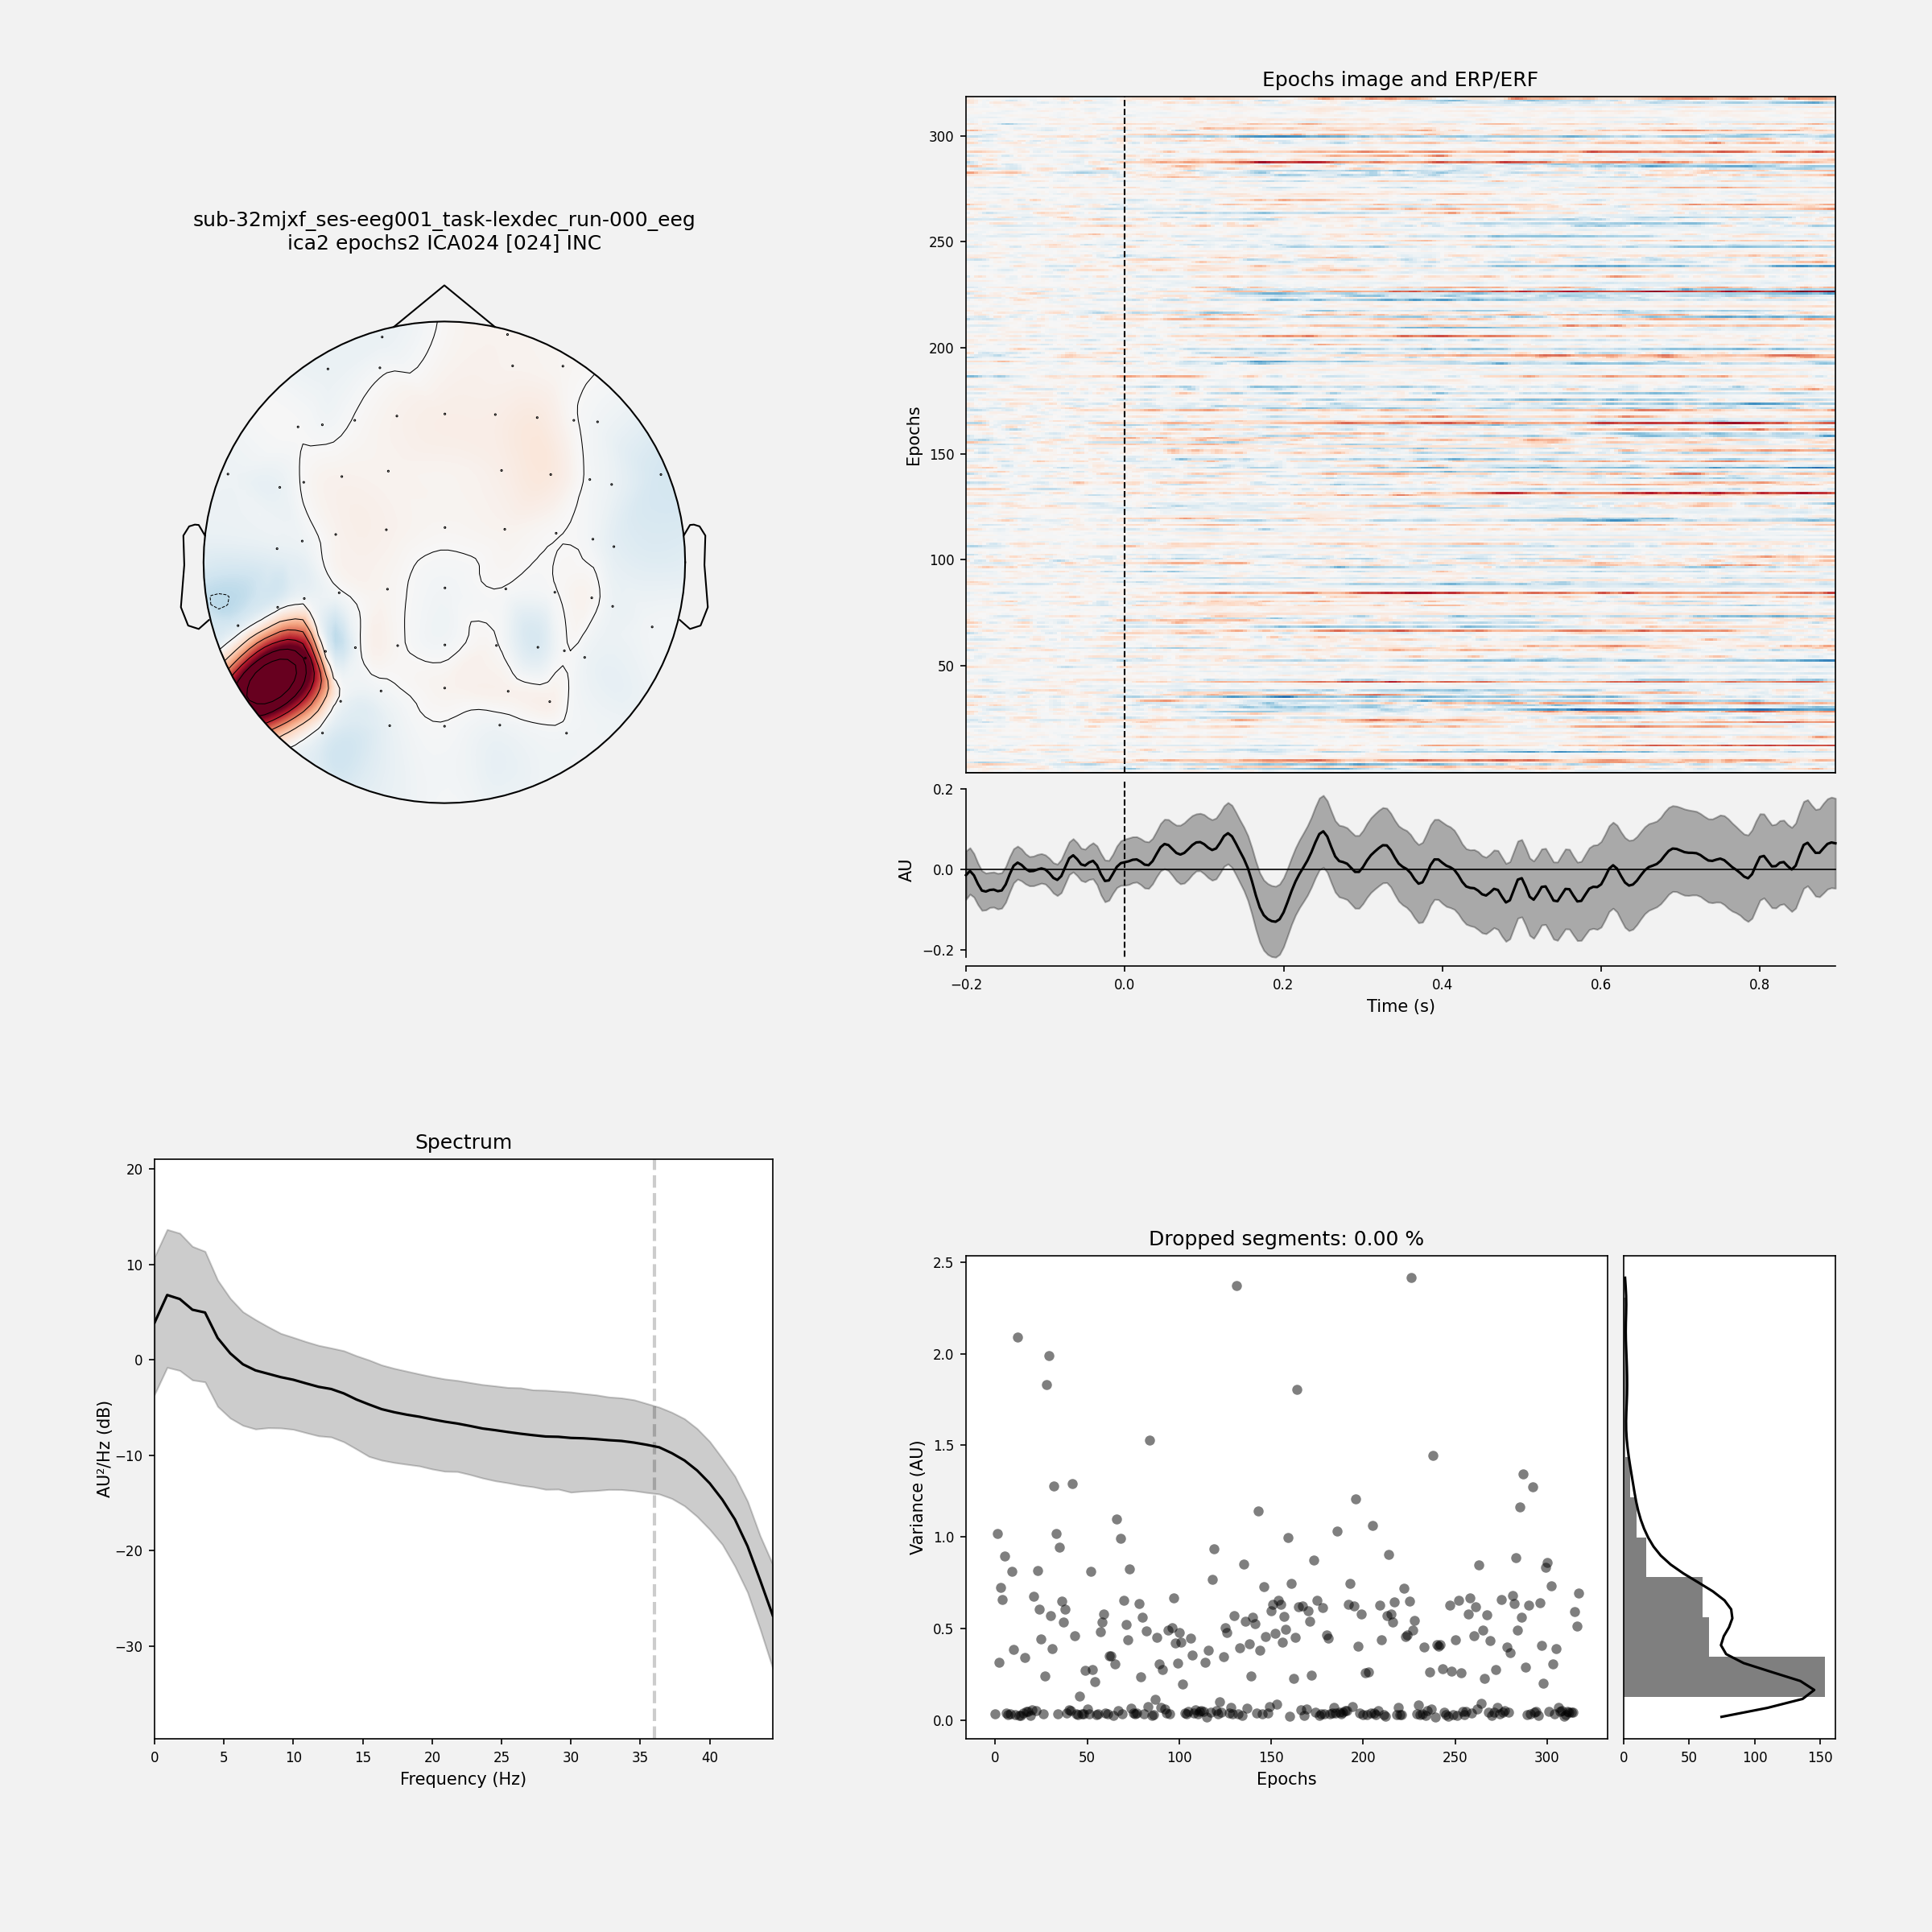 sub-32mjxf_ses-eeg001_task-lexdec_run-000_eeg
ica2 epochs2 ICA024 [024] INC
Epochs image and ERP/ERF
Epochs
300
250
200
150
100
50
AU
0.2
0.0
−0.2
−0.2 0.0 0.2 0.4 0.6 0.8
Time (s)
Spectrum
AU²/Hz (dB)
20
10
0
−10
−20
−30
0 5 10 15 20 25 30 35 40
Frequency (Hz)
Dropped segments: 0.00 %
Variance (AU)
2.5
2.0
1.5
1.0
0.5
0.0
0 50 100 150 200 250 300
Epochs
0 50 100 150